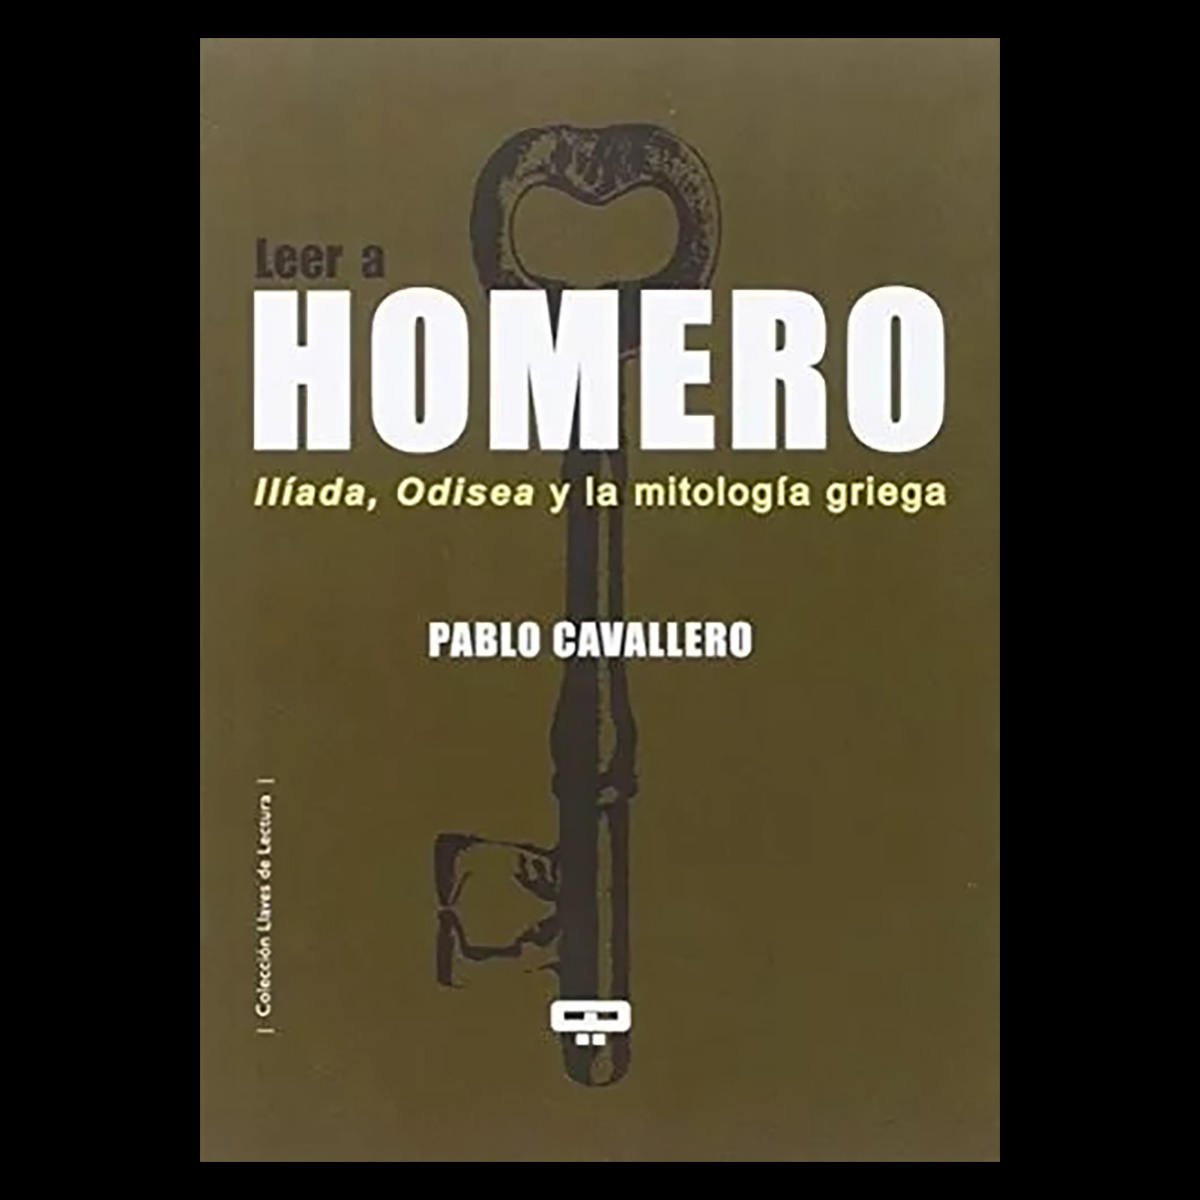 Leer a
HOMERO
Ilíada, Odisea y la mitología griega
PABLO CAVALLERO
| Colección Llaves de Lectura |